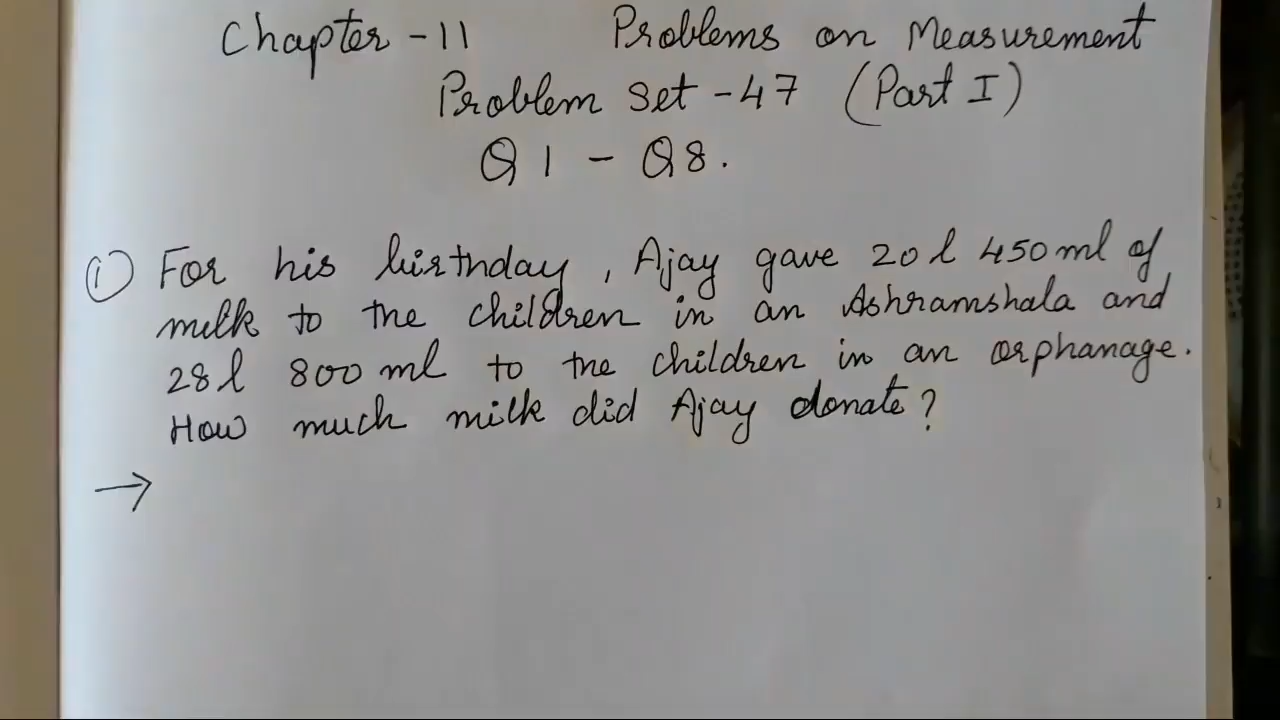 Chapter - 11 Problems on Measurement
Problem Set - 47 (Part I)
Q 1 - Q 8.
① For his birthday, Ajay gave 20 l 450 ml of
milk to the children in an Ashramshala and
28 l 800 ml to the children in an orphanage.
How much milk did Ajay donate?
→